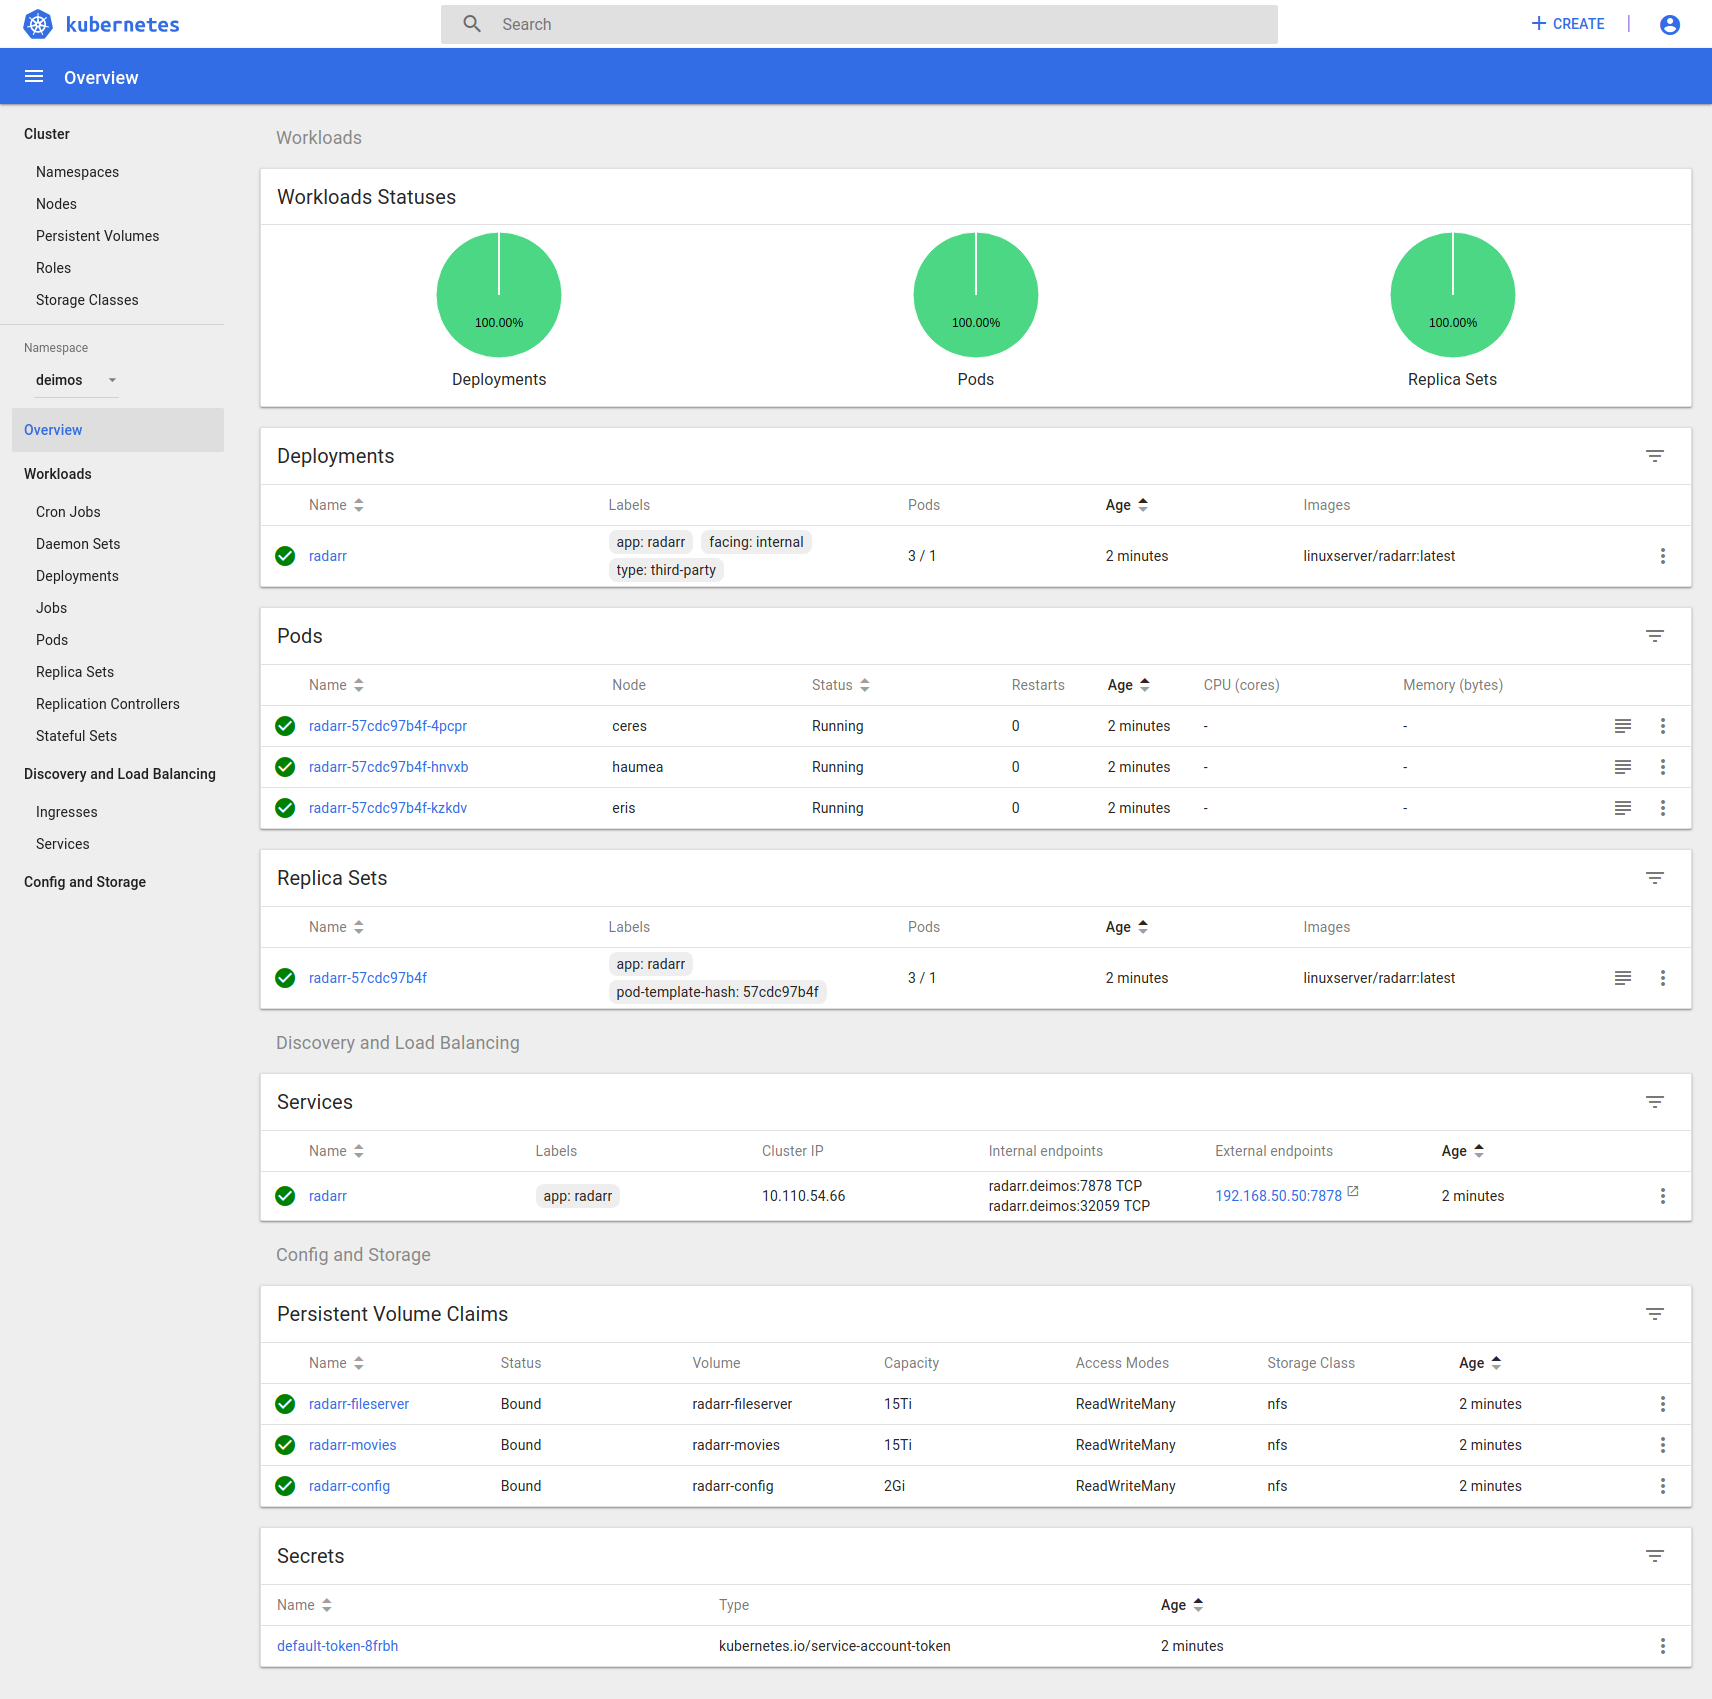 kubernetes
Search
CREATE
Overview
Cluster
Namespaces
Nodes
Persistent Volumes
Roles
Storage Classes
Namespace
deimos
Overview
Workloads
Cron Jobs
Daemon Sets
Deployments
Jobs
Pods
Replica Sets
Replication Controllers
Stateful Sets
Discovery and Load Balancing
Ingresses
Services
Config and Storage
Workloads
Workloads Statuses
100.00% 100.00% 100.00%
Deployments Pods Replica Sets
Deployments
Name Labels Pods Age Images
radarr app: radarr facing: internal 3 / 1 2 minutes linuxserver/radarr:latest
type: third-party
Pods
Name Node Status Restarts Age CPU (cores) Memory (bytes)
radarr-57cdc97b4f-4pcpr ceres Running 0 2 minutes - -
radarr-57cdc97b4f-hnvxb haumea Running 0 2 minutes - -
radarr-57cdc97b4f-kzkdv eris Running 0 2 minutes - -
Replica Sets
Name Labels Pods Age Images
radarr-57cdc97b4f app: radarr 3 / 1 2 minutes linuxserver/radarr:latest
pod-template-hash: 57cdc97b4f
Discovery and Load Balancing
Services
Name Labels Cluster IP Internal endpoints External endpoints Age
radarr app: radarr 10.110.54.66 radarr.deimos:7878 TCP 192.168.50.50:7878 2 minutes
radarr.deimos:32059 TCP
Config and Storage
Persistent Volume Claims
Name Status Volume Capacity Access Modes Storage Class Age
radarr-fileserver Bound radarr-fileserver 15Ti ReadWriteMany nfs 2 minutes
radarr-movies Bound radarr-movies 15Ti ReadWriteMany nfs 2 minutes
radarr-config Bound radarr-config 2Gi ReadWriteMany nfs 2 minutes
Secrets
Name Type Age
default-token-8frbh kubernetes.io/service-account-token 2 minutes